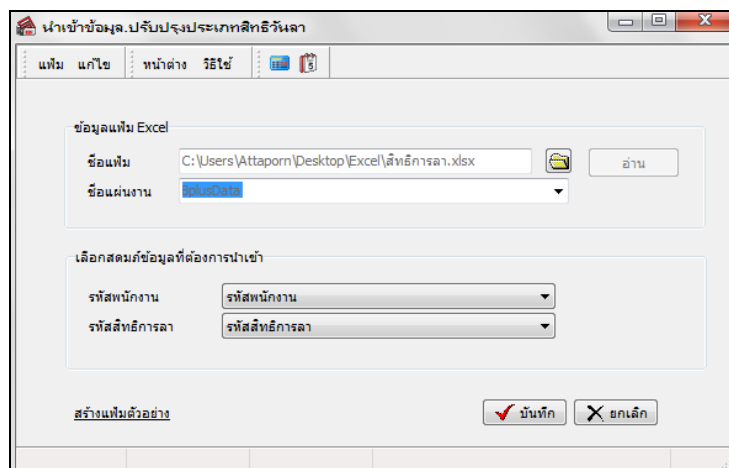 นำเข้าข้อมูล.ปรับปรุงประเภทสิทธิวันลา
แฟ้ม แก้ไข หน้าต่าง วิธีใช้
ข้อมูลแฟ้ม Excel
ชื่อแฟ้ม C:\Users\Attaporn\Desktop\Excel\สิทธิการลา.xlsx อ่าน
ชื่อแผ่นงาน BplusData
เลือกสดมภ์ข้อมูลที่ต้องการนำเข้า
รหัสพนักงาน รหัสพนักงาน
รหัสสิทธิการลา รหัสสิทธิการลา
สร้างแฟ้มตัวอย่าง บันทึก ยกเลิก